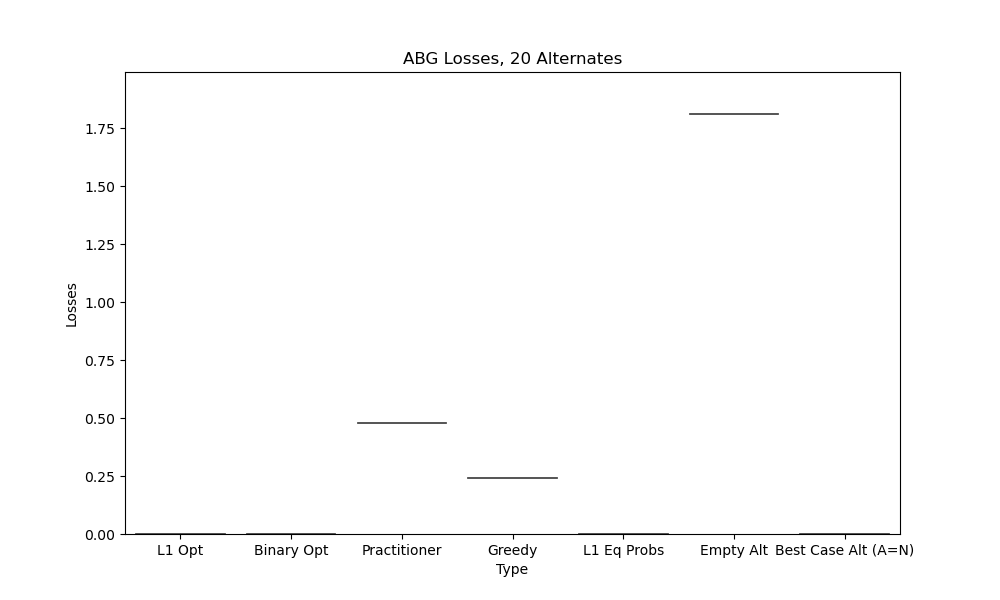 ABG Losses, 20 Alternates
Losses
1.75
1.50
1.25
1.00
0.75
0.50
0.25
0.00
L1 Opt Binary Opt Practitioner Greedy L1 Eq Probs Empty Alt Best Case Alt (A=N)
Type